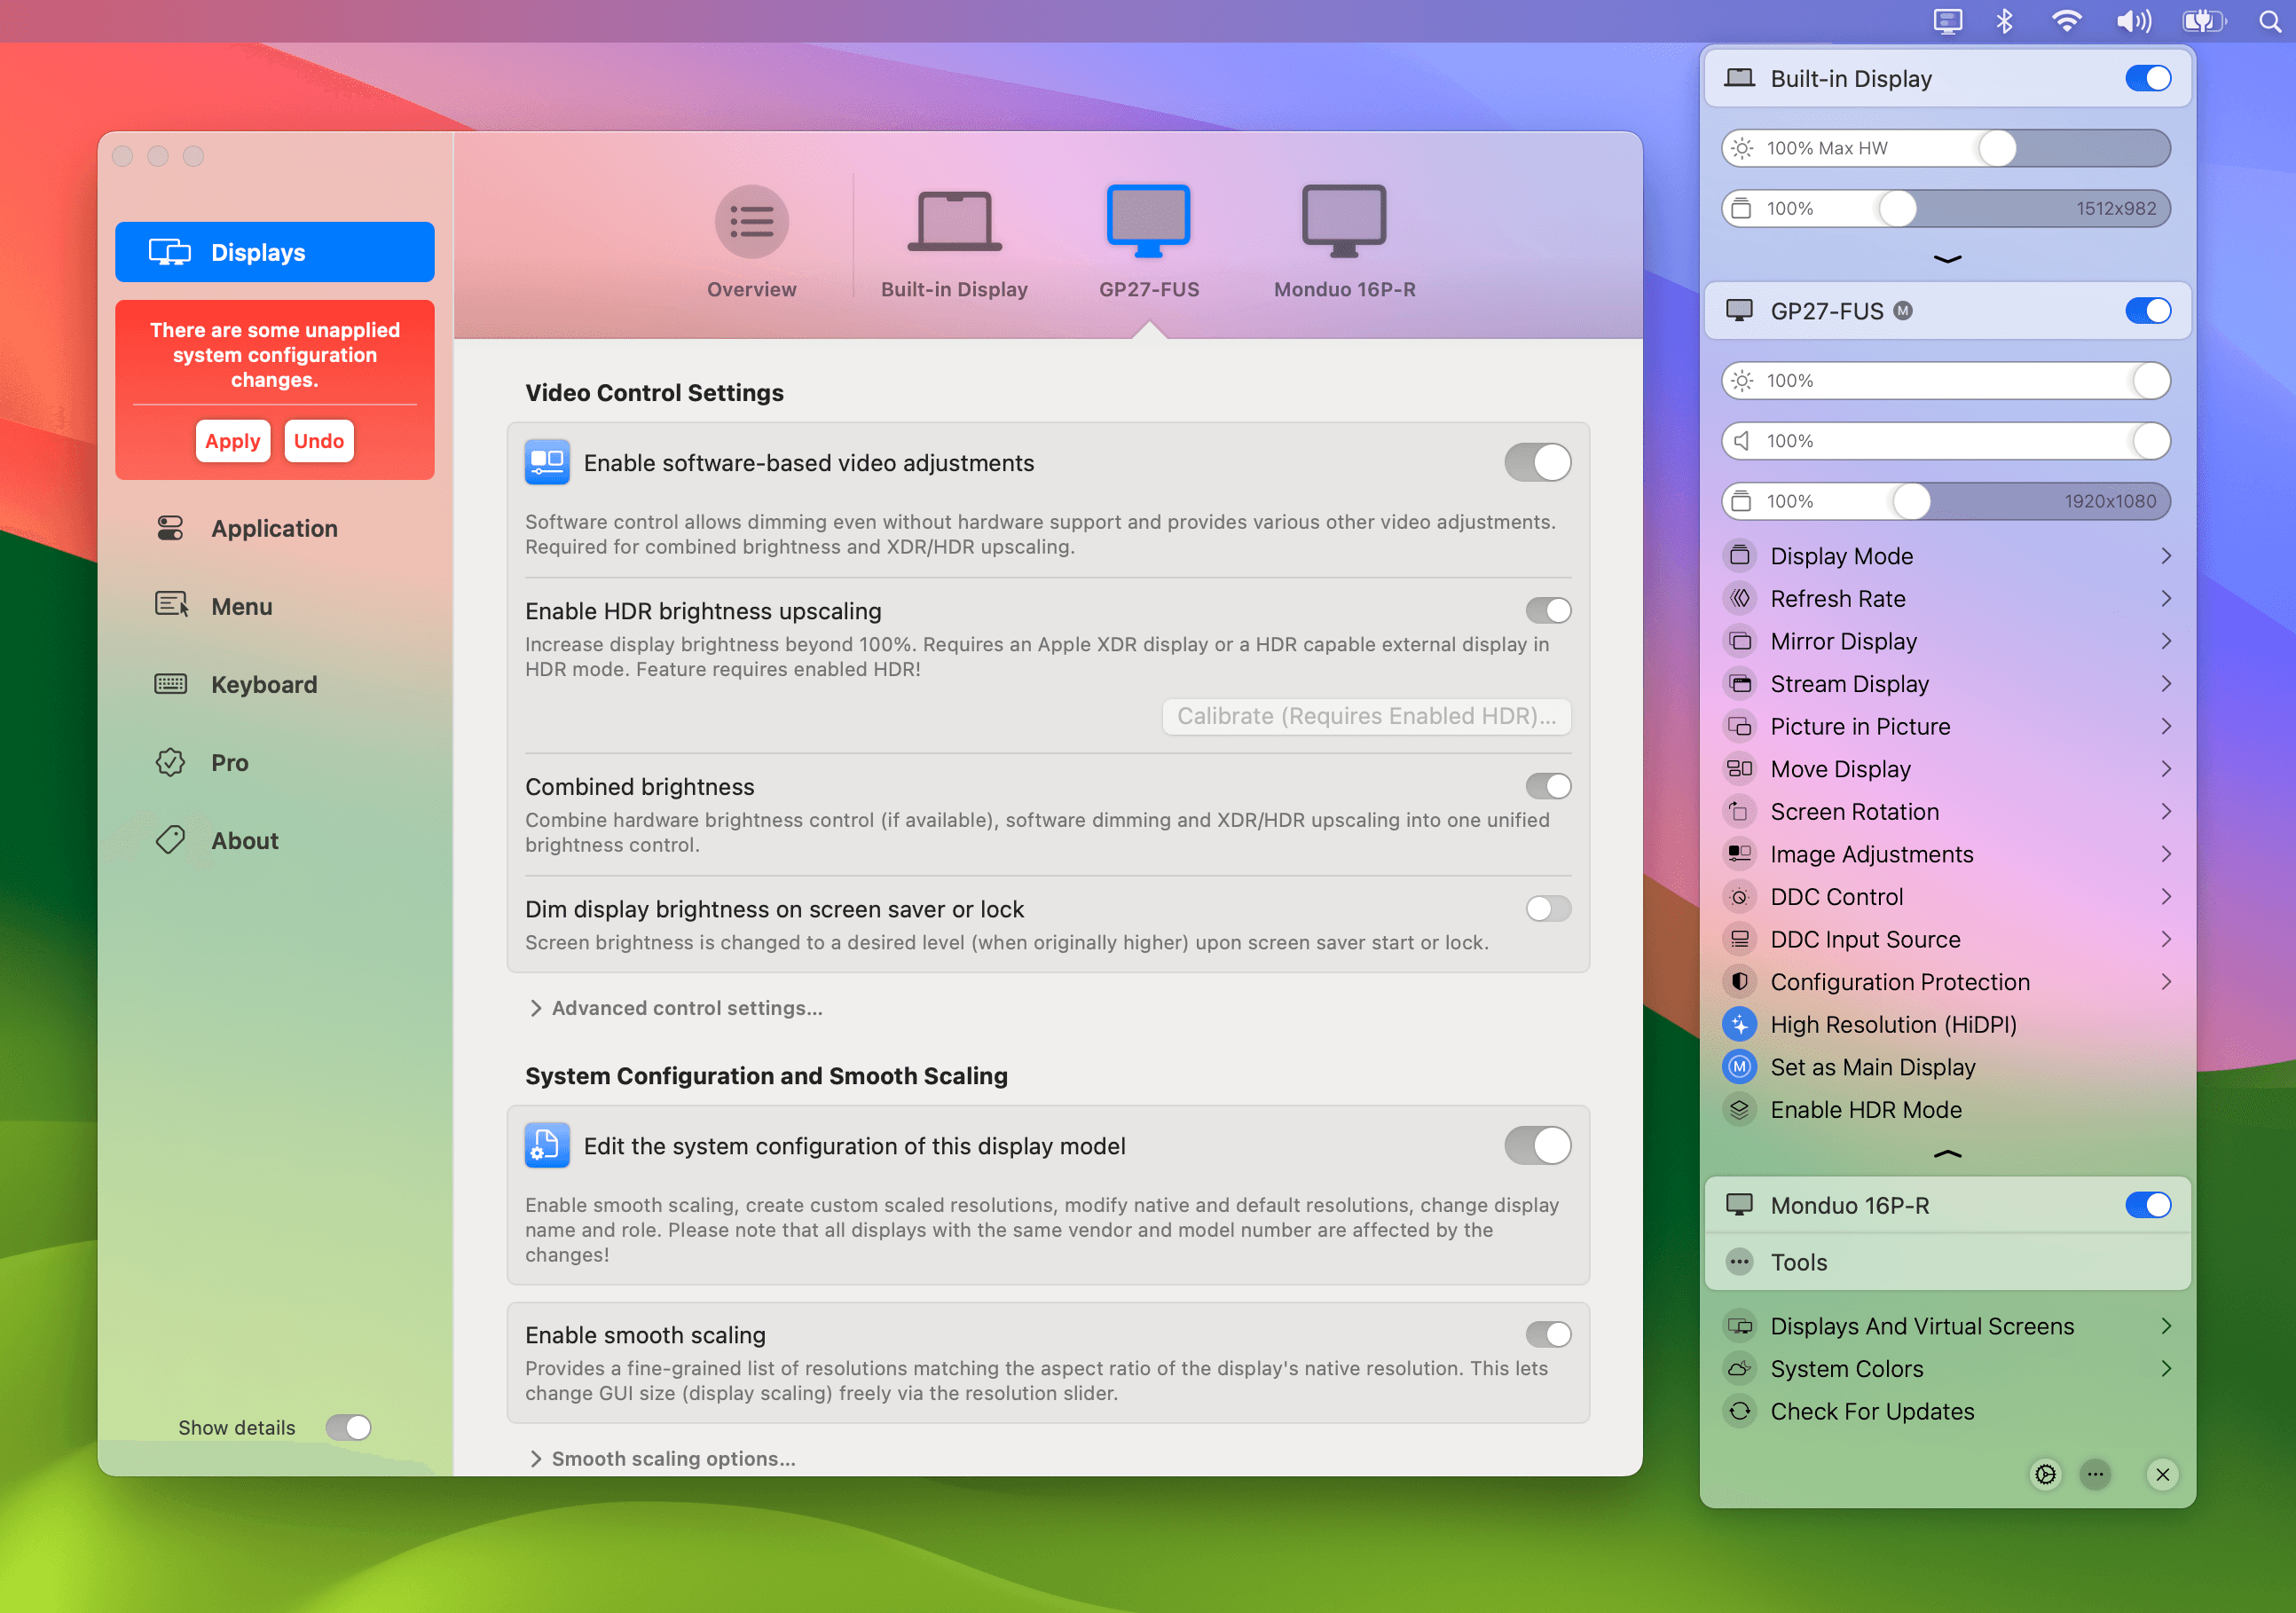 Displays
There are some unapplied
system configuration
changes.
Apply
Undo
Application
Menu
Keyboard
Pro
About
Show details
Overview
Built-in Display
GP27-FUS
Monduo 16P-R
Video Control Settings
Enable software-based video adjustments
Software control allows dimming even without hardware support and provides various other video adjustments.
Required for combined brightness and XDR/HDR upscaling.
Enable HDR brightness upscaling
Increase display brightness beyond 100%. Requires an Apple XDR display or a HDR capable external display in
HDR mode. Feature requires enabled HDR!
Calibrate (Requires Enabled HDR)...
Combined brightness
Combine hardware brightness control (if available), software dimming and XDR/HDR upscaling into one unified
brightness control.
Dim display brightness on screen saver or lock
Screen brightness is changed to a desired level (when originally higher) upon screen saver start or lock.
Advanced control settings...
System Configuration and Smooth Scaling
Edit the system configuration of this display model
Enable smooth scaling, create custom scaled resolutions, modify native and default resolutions, change display
name and role. Please note that all displays with the same vendor and model number are affected by the
changes!
Enable smooth scaling
Provides a fine-grained list of resolutions matching the aspect ratio of the display's native resolution. This lets
change GUI size (display scaling) freely via the resolution slider.
Smooth scaling options...
Built-in Display
100% Max HW
100% 1512x982
GP27-FUS M
100%
100%
100% 1920x1080
Display Mode
Refresh Rate
Mirror Display
Stream Display
Picture in Picture
Move Display
Screen Rotation
Image Adjustments
DDC Control
DDC Input Source
Configuration Protection
High Resolution (HiDPI)
M Set as Main Display
Enable HDR Mode
Monduo 16P-R
Tools
Displays And Virtual Screens
System Colors
Check For Updates